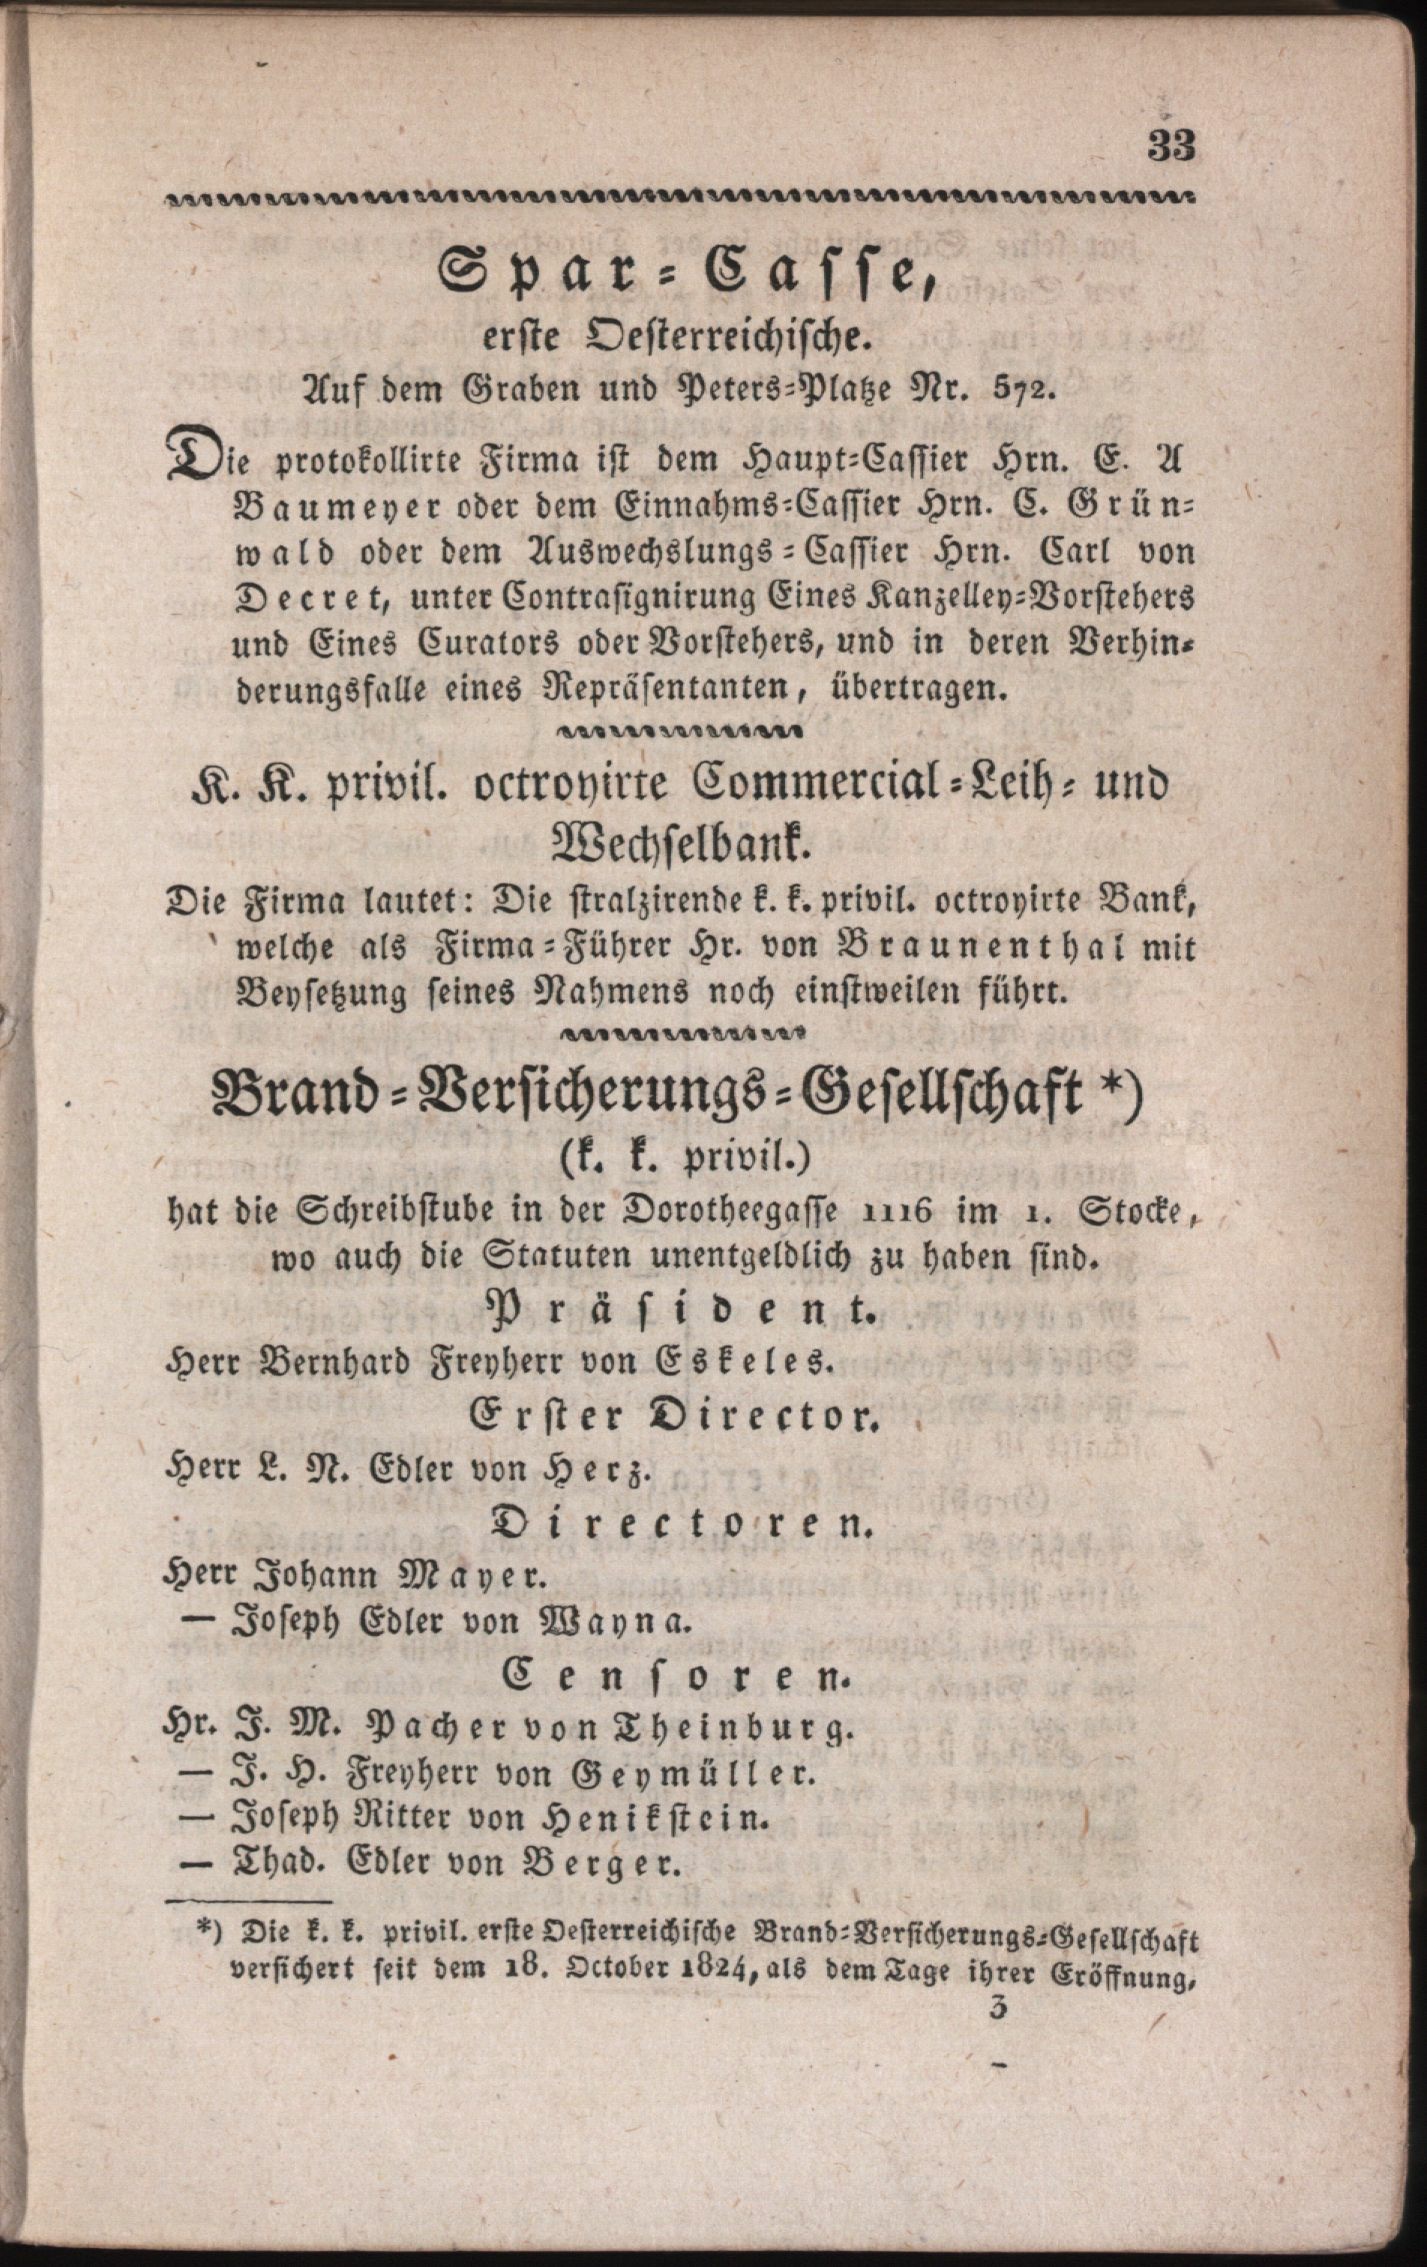 33
Spar-Casse,
erste Oesterreichische.
Auf dem Graben und Peters-Platze Nr. 572.
Die protokollirte Firma ist dem Haupt-Cassier Hrn. E. A
Baumeyer oder dem Einnahms-Cassier Hrn. C. Grün-
wald oder dem Auswechslungs-Cassier Hrn. Carl von
Decret, unter Contrasignirung Eines Kanzelley-Vorstehers
und Eines Curators oder Vorstehers, und in deren Verhin-
derungsfalle eines Repräsentanten, übertragen.
K. K. privil. octroyirte Commercial-Leih- und
Wechselbank.
Die Firma lautet: Die stralzirende k. k. privil. octroyirte Bank,
welche als Firma-Führer Hr. von Braunenthal mit
Beysetzung seines Nahmens noch einstweilen führt.
Brand-Versicherungs-Gesellschaft *)
(k. k. privil.)
hat die Schreibstube in der Dorotheegasse 1116 im 1. Stocke,
wo auch die Statuten unentgeldlich zu haben sind.
Präsident.
Herr Bernhard Freyherr von Eskeles.
Erster Director.
Herr L. N. Edler von Herz.
Directoren.
Herr Johann Mayer.
— Joseph Edler von Wayna.
Censoren.
Hr. J. M. Pacher von Theinburg.
— J. H. Freyherr von Geymüller.
— Joseph Ritter von Henikstein.
— Thad. Edler von Berger.
*) Die k. k. privil. erste Oesterreichische Brand-Versicherungs-Gesellschaft
versichert seit dem 18. October 1824, als dem Tage ihrer Eröffnung,
3